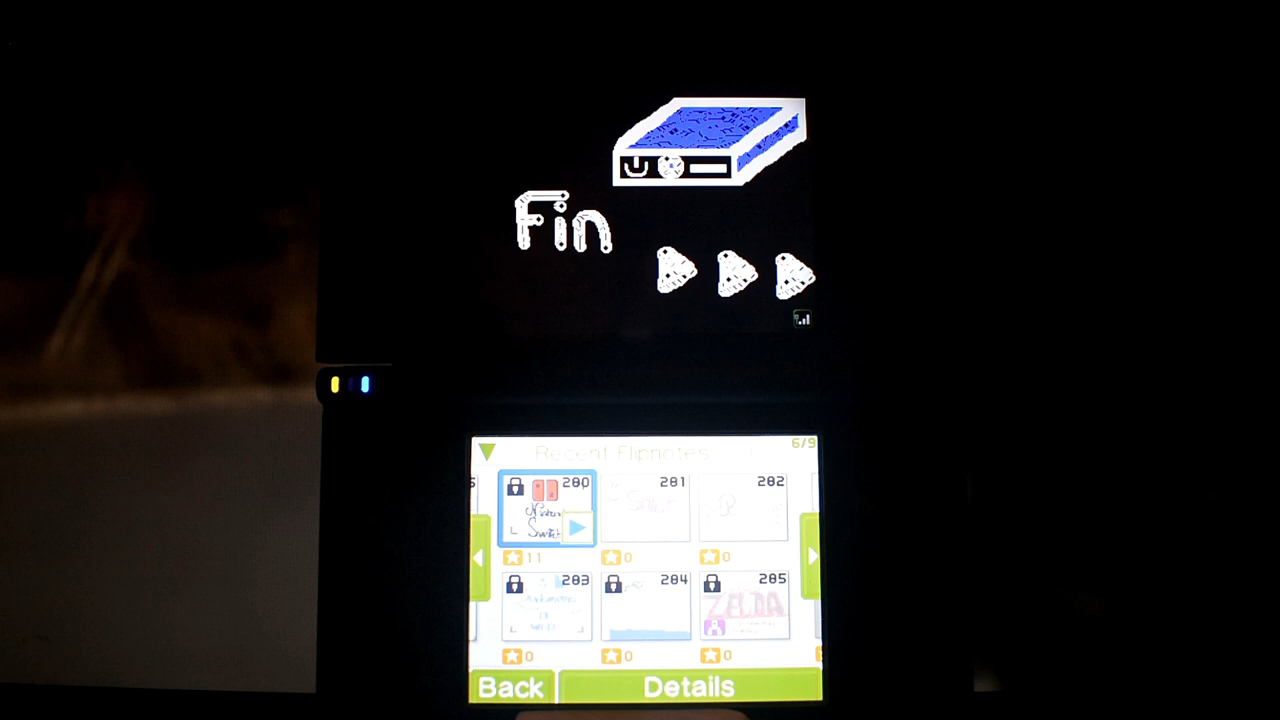 Fin
Recent Flipnotes
6/9
280
281
282
11
0
0
283
284
285
ZELDA
0
0
0
Back
Details